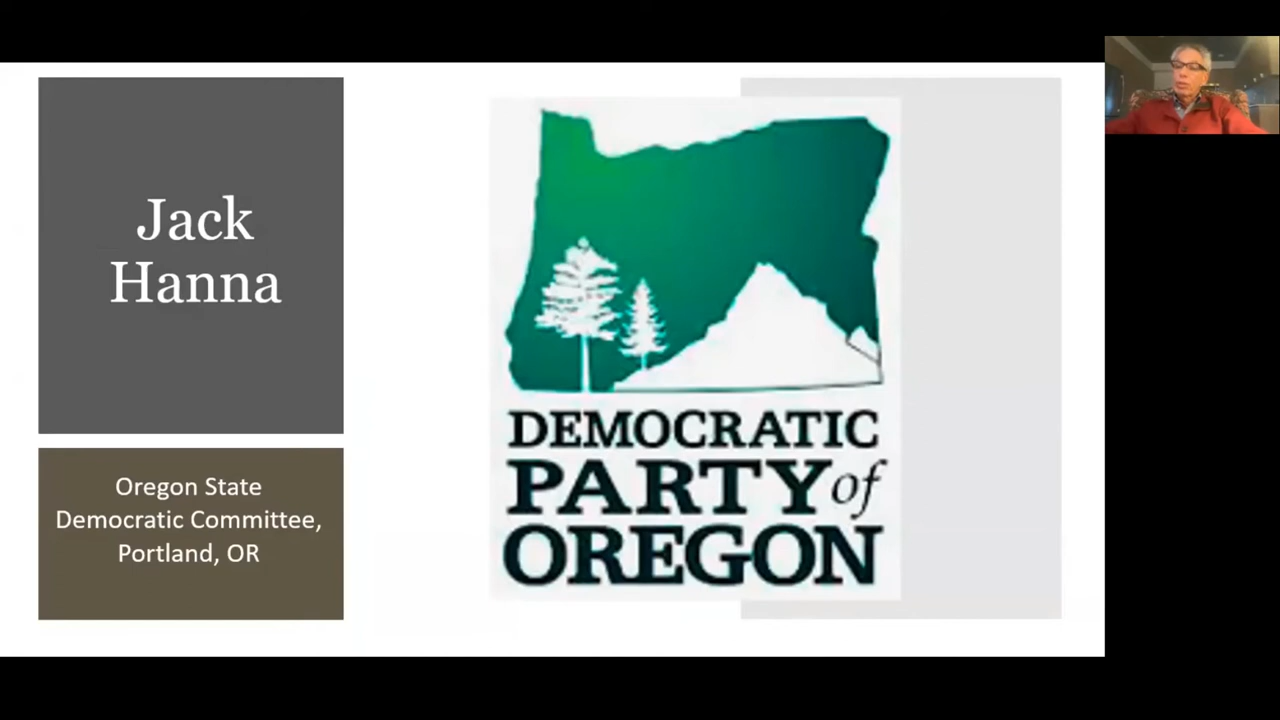 Jack
Hanna
Oregon State
Democratic Committee,
Portland, OR
DEMOCRATIC
PARTY of
OREGON